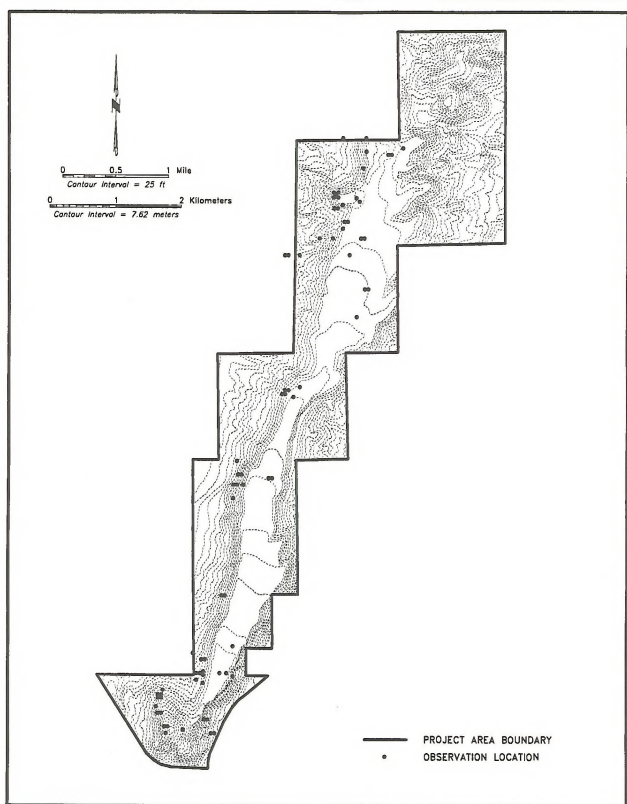 N
0 0.5 1 Mile
Contour Interval = 25 ft
0 1 2 Kilometers
Contour Interval = 7.62 meters
PROJECT AREA BOUNDARY
OBSERVATION LOCATION